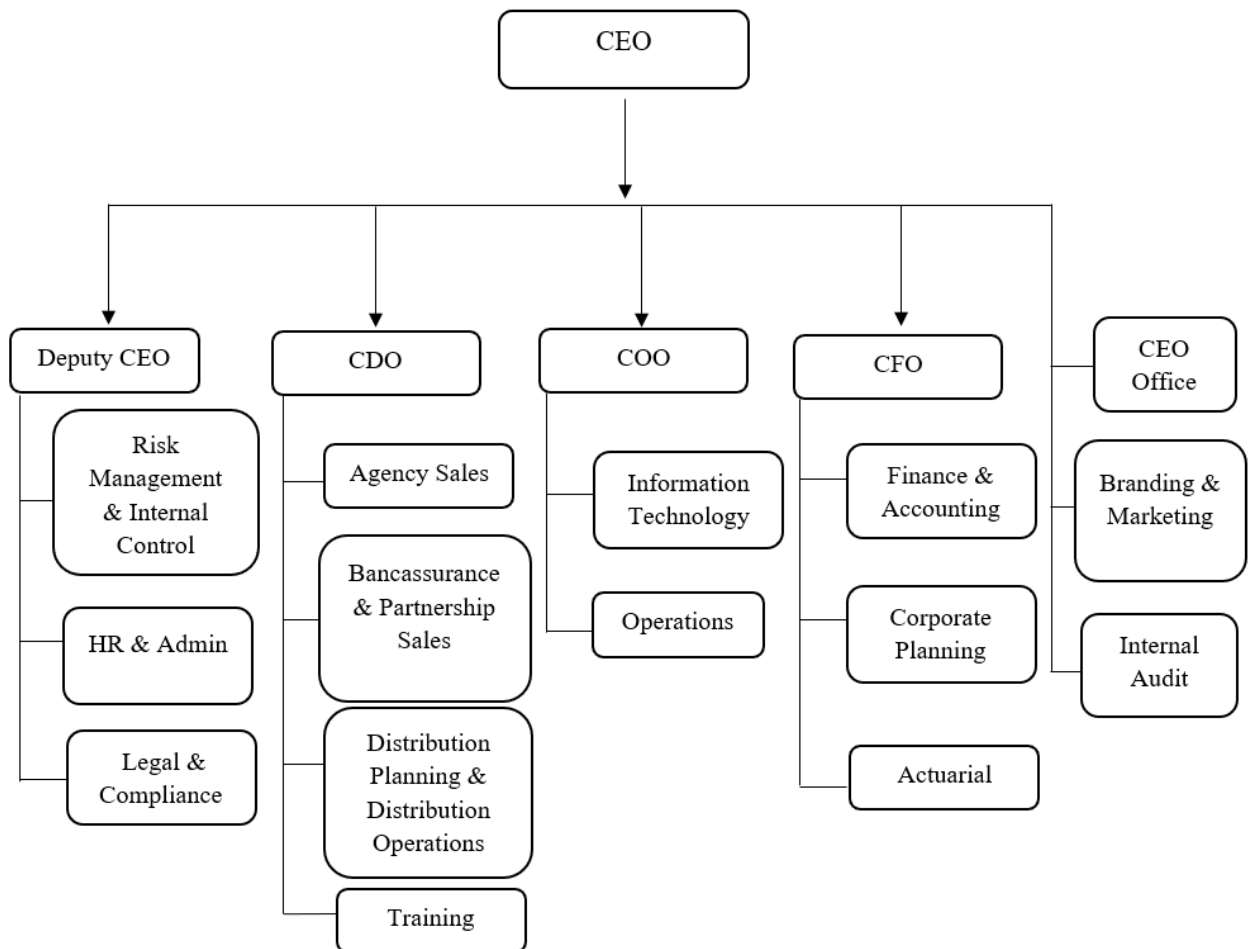 CEO
Deputy CEO
CDO
COO
CFO
CEO
Office
Risk
Management
& Internal
Control
HR & Admin
Legal &
Compliance
Agency Sales
Bancassurance
& Partnership
Sales
Distribution
Planning &
Distribution
Operations
Training
Information
Technology
Operations
Finance &
Accounting
Corporate
Planning
Actuarial
Branding &
Marketing
Internal
Audit